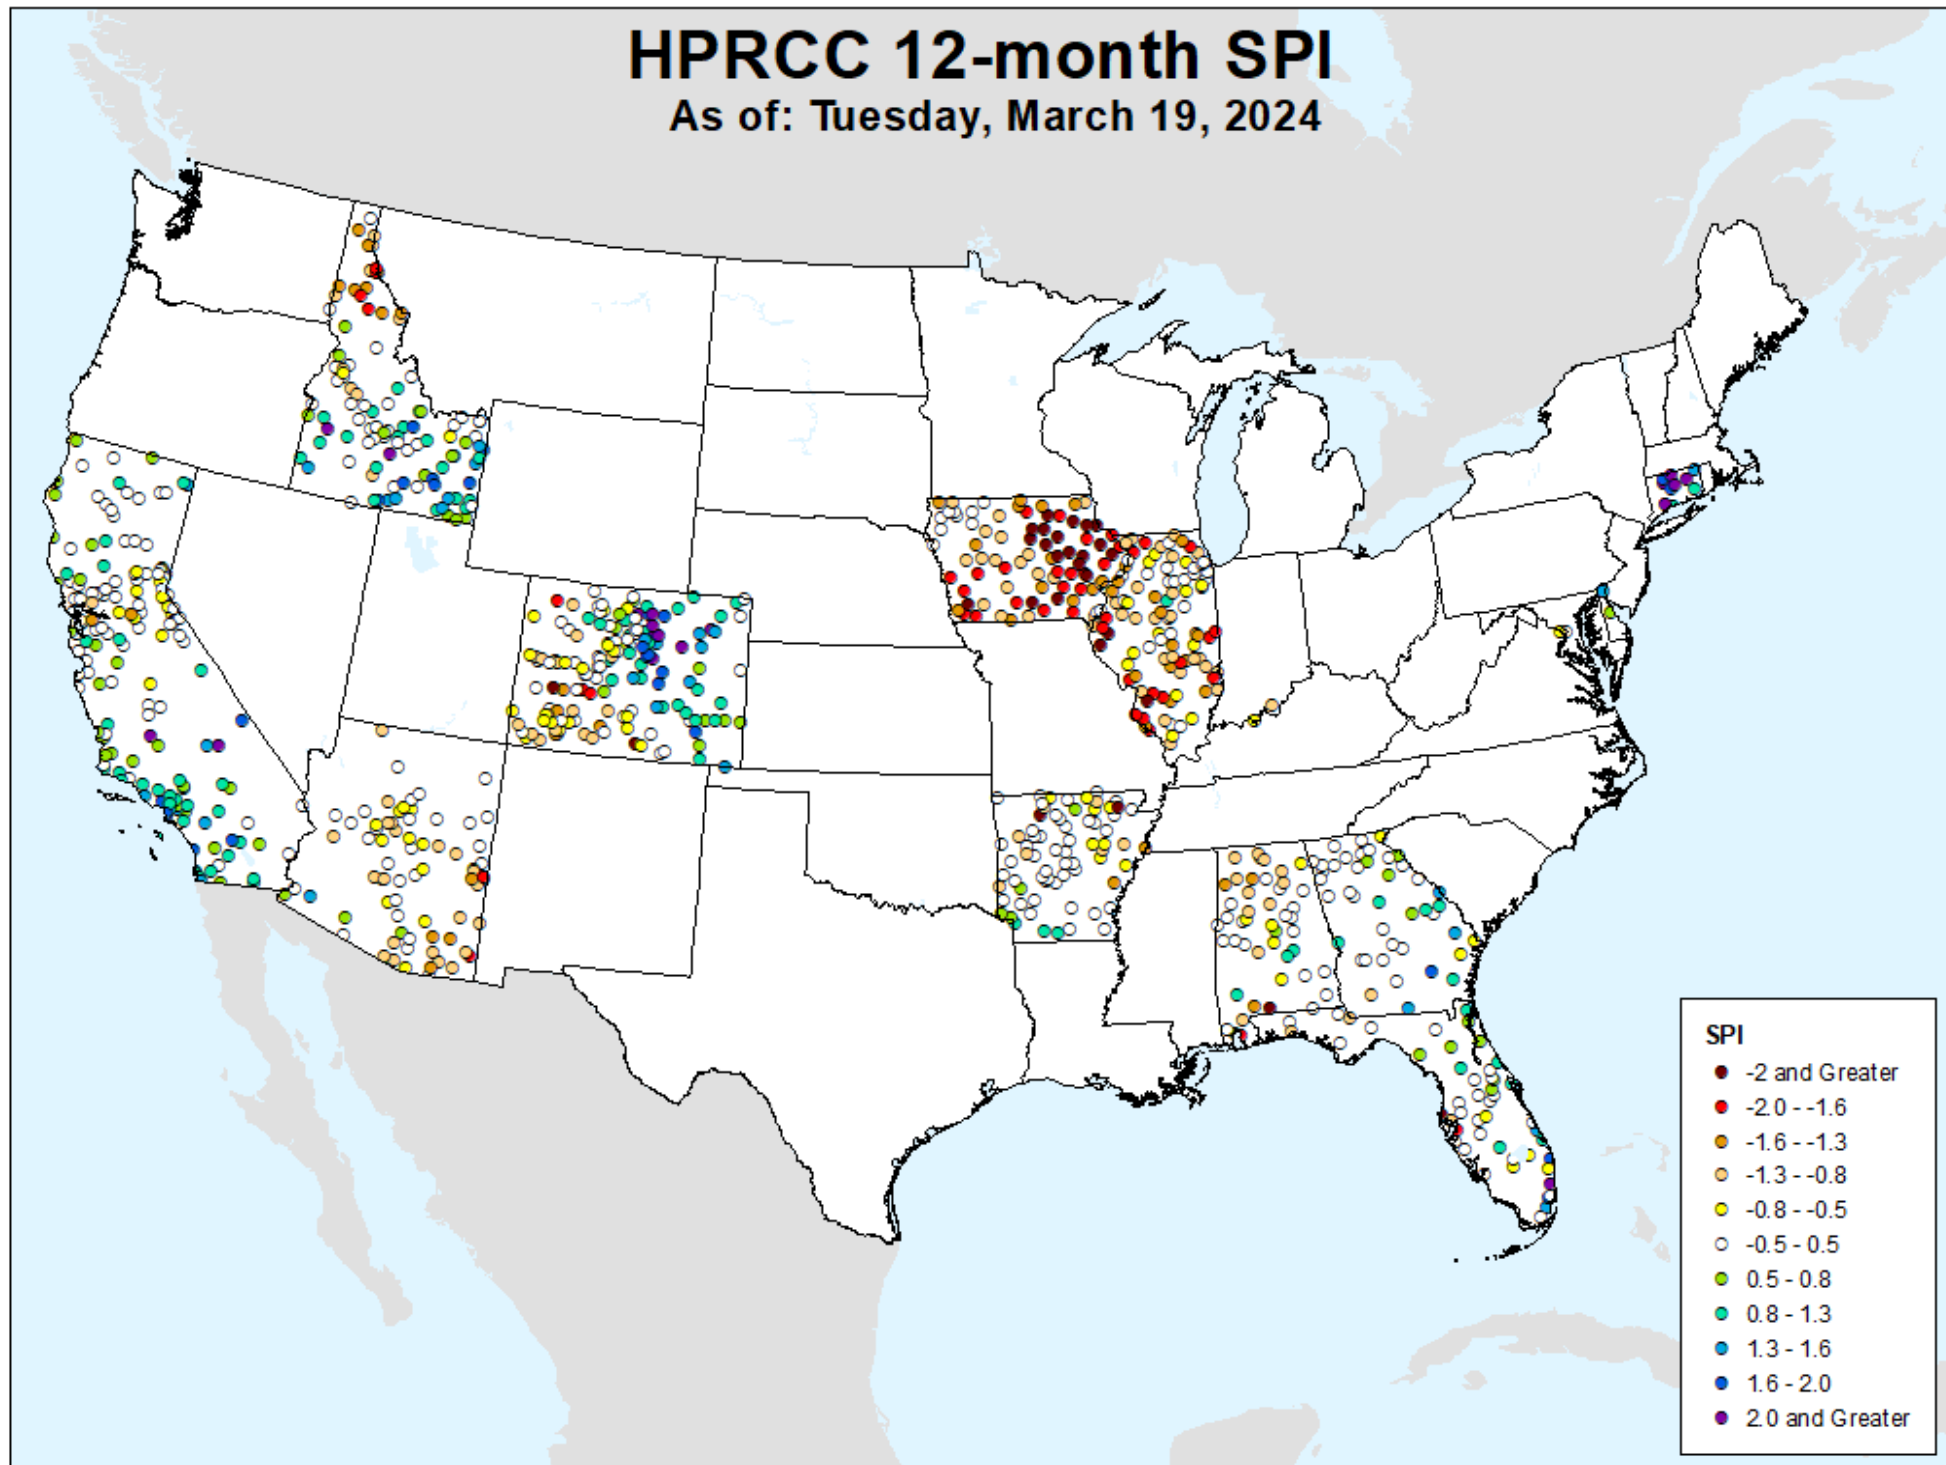 HPRCC 12-month SPI
As of: Tuesday, March 19, 2024
SPI
-2 and Greater
-2.0 - -1.6
-1.6 - -1.3
-1.3 - -0.8
-0.8 - -0.5
-0.5 - 0.5
0.5 - 0.8
0.8 - 1.3
1.3 - 1.6
1.6 - 2.0
2.0 and Greater